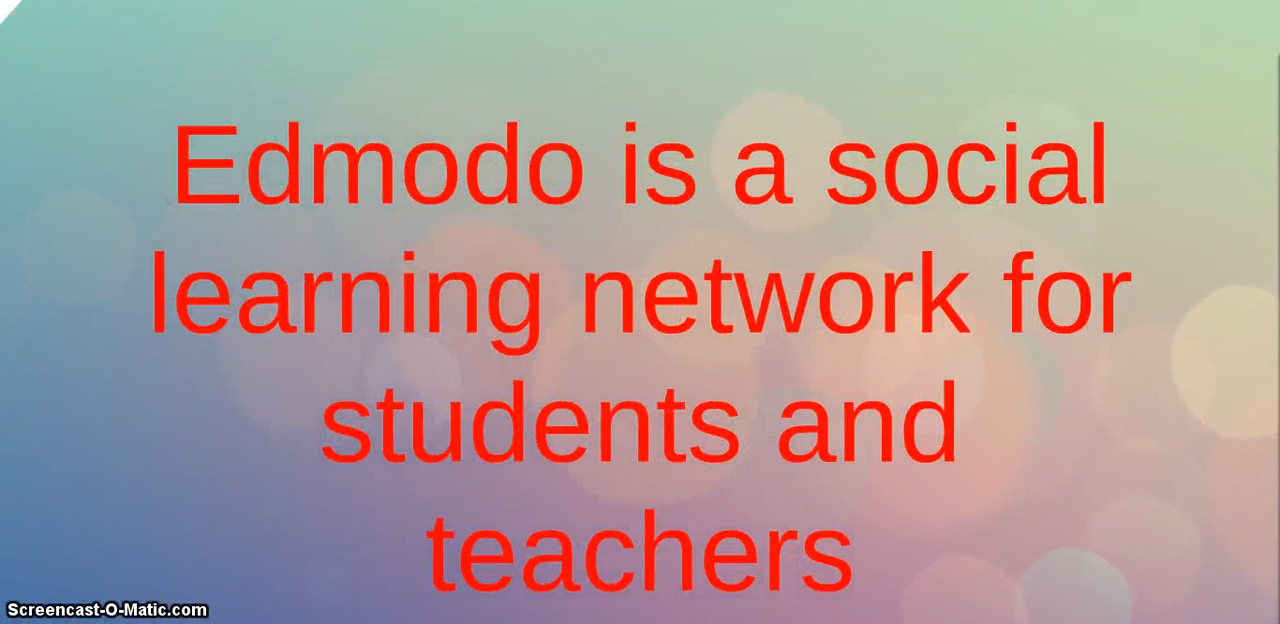 Edmodo is a social
learning network for
students and
teachers
Screencast-O-Matic.com